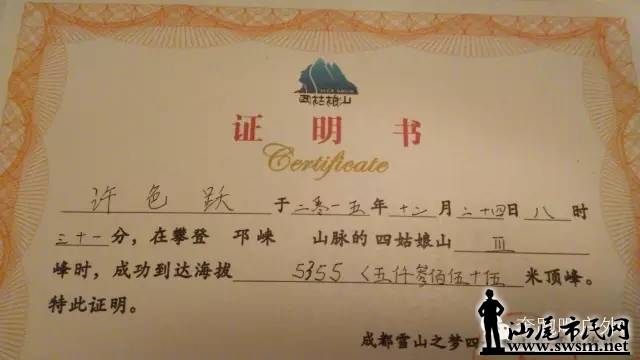 四姑娘山
证 明 书
Certificate
许色跃 于 二零一五 年 十二 月 二十四 日 八 时
三十一 分，在攀登 邛崃 山脉的四姑娘山 III
峰时，成功到达海拔 5355（五仟叁佰伍十伍 米顶峰。
特此证明。
成都雪山之梦四
汕尾市民网
www.swsm.net